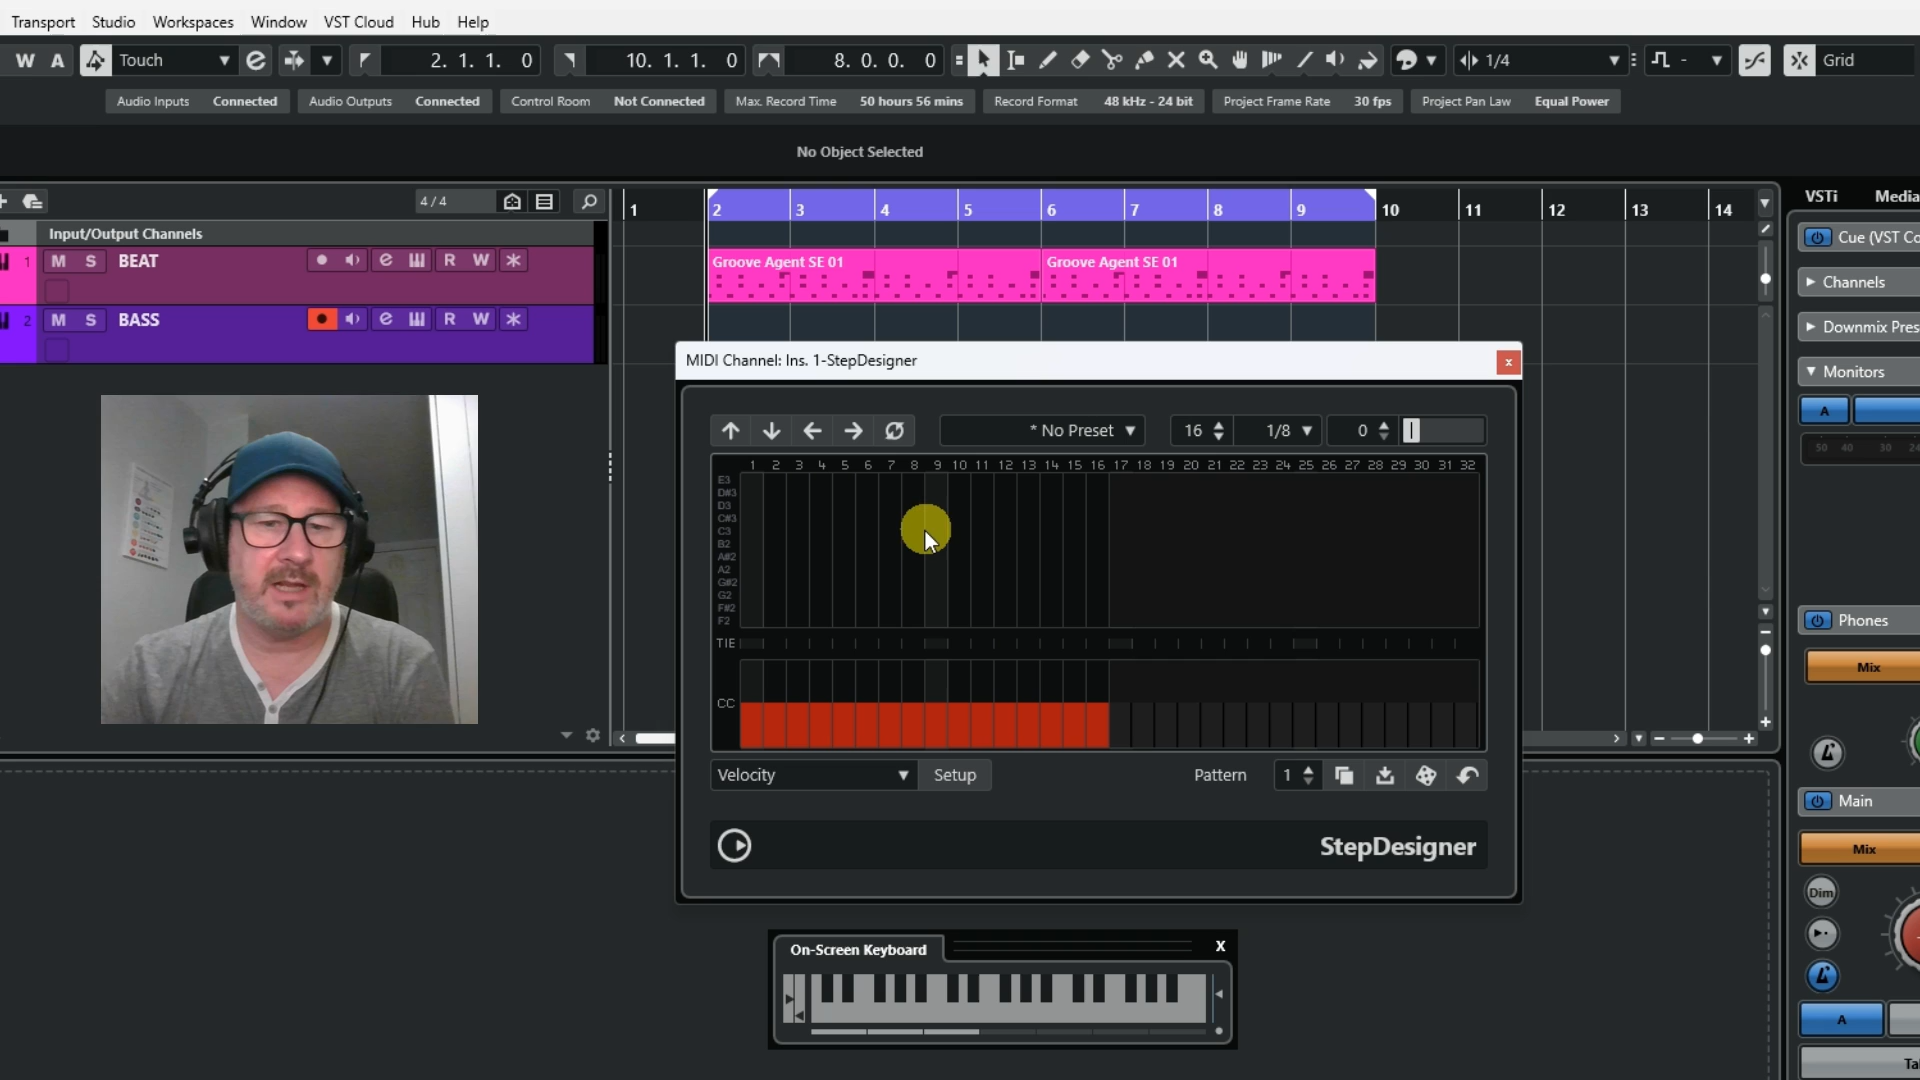 Transport Studio Workspaces Window VST Cloud Hub Help
W A Touch 2. 1. 1. 0 10. 1. 1. 0 8. 0. 0. 0 1/4 - Grid
Audio Inputs Connected Audio Outputs Connected Control Room Not Connected Max. Record Time 50 hours 56 mins Record Format 48 kHz - 24 bit Project Frame Rate 30 fps Project Pan Law Equal Power
No Object Selected
4/4 1 2 3 4 5 6 7 8 9 10 11 12 13 14
VSTi Media
Input/Output Channels
Cue (VST Co
1 M S BEAT e R W
Groove Agent SE 01 Groove Agent SE 01
Channels
2 M S BASS e R W
Downmix Pres
MIDI Channel: Ins. 1-StepDesigner x
Monitors
A
* No Preset 16 1/8 0
50 40 30 24
1 2 3 4 5 6 7 8 9 10 11 12 13 14 15 16 17 18 19 20 21 22 23 24 25 26 27 28 29 30 31 32
E3
D#3
D3
C#3
C3
B2
A#2
A2
G#2
G2
F#2
F2
TIE
CC
Phones
Mix
Velocity Setup Pattern 1
Main
StepDesigner
Mix
Dim
On-Screen Keyboard X
A
Tal